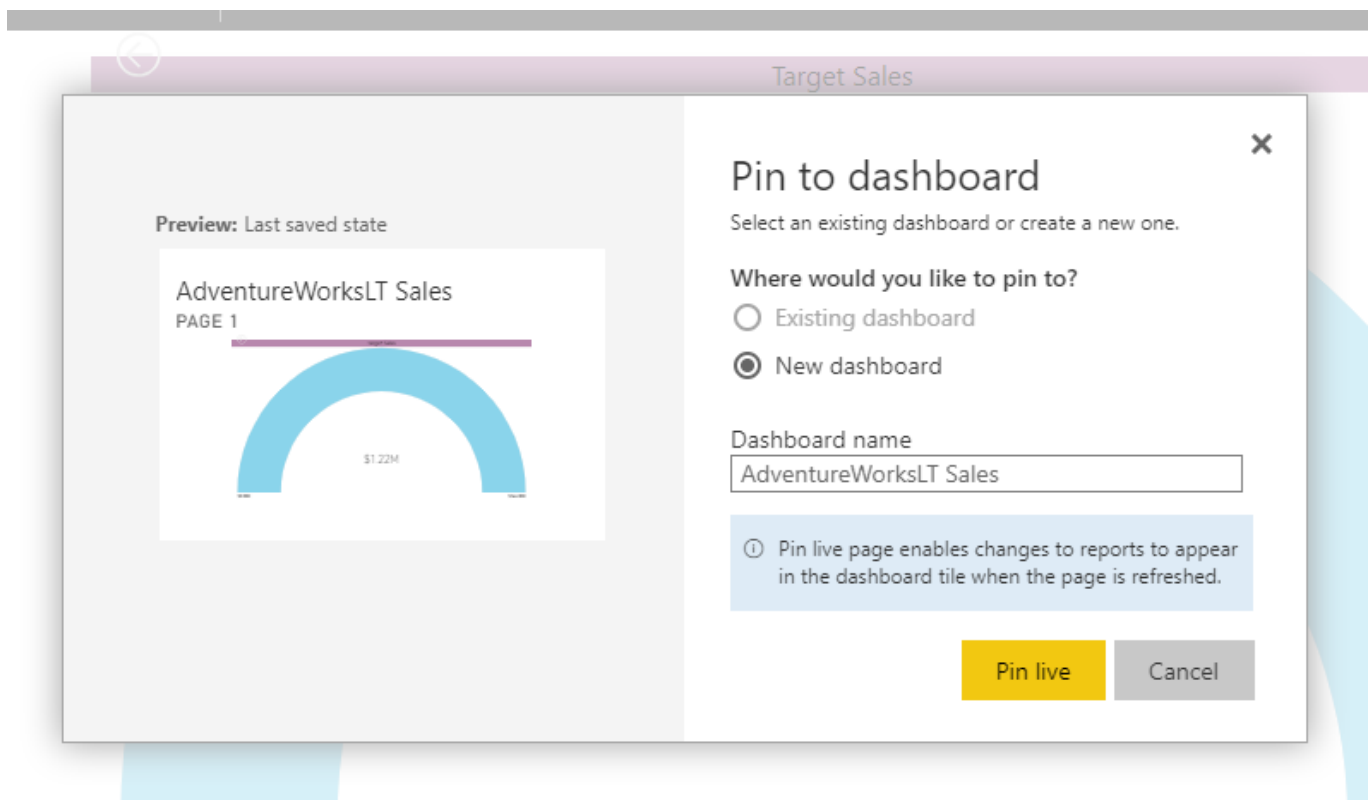 Target Sales
Pin to dashboard
Select an existing dashboard or create a new one.
Preview: Last saved state
AdventureWorksLT Sales
PAGE 1
$1.22M
Where would you like to pin to?
Existing dashboard
New dashboard
Dashboard name
AdventureWorksLT Sales
Pin live page enables changes to reports to appear
in the dashboard tile when the page is refreshed.
Pin live
Cancel